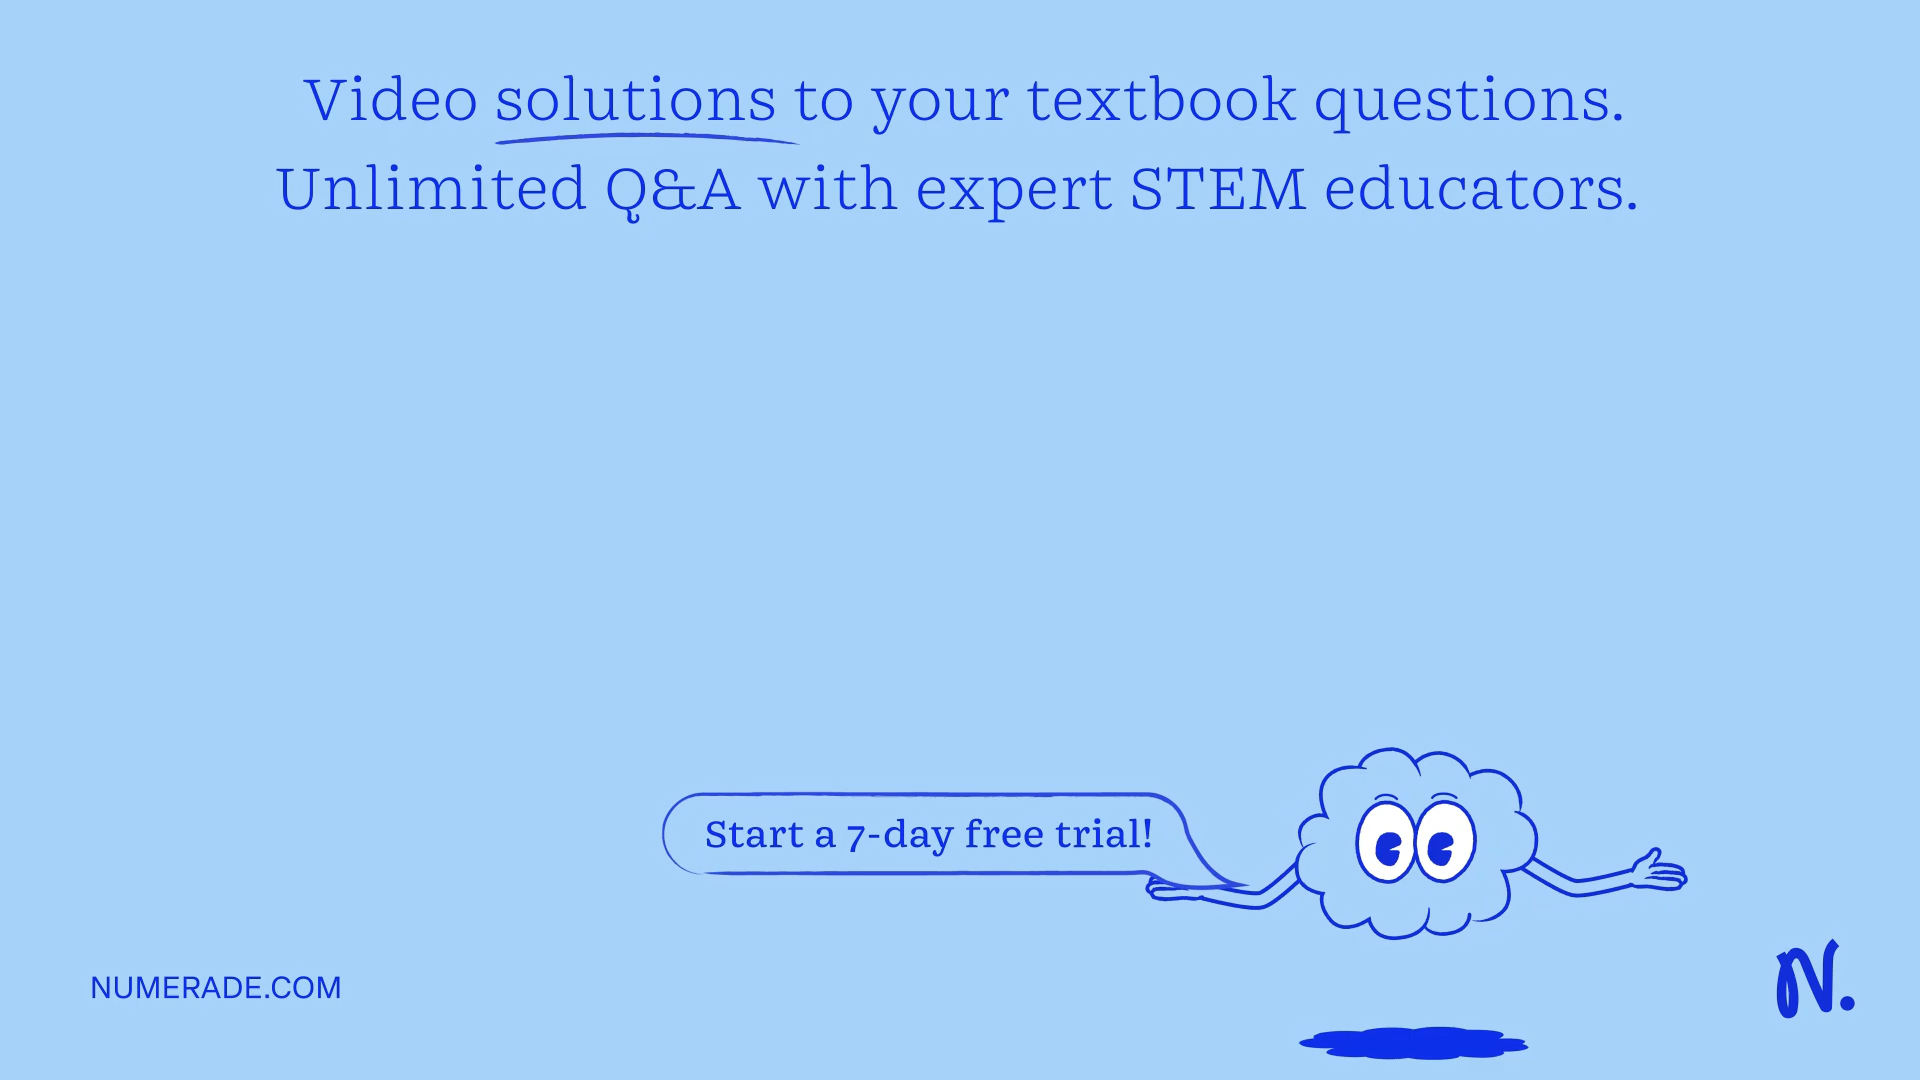 Video solutions to your textbook questions.
Unlimited Q&A with expert STEM educators.
Start a 7-day free trial!
NUMERADE.COM
N.